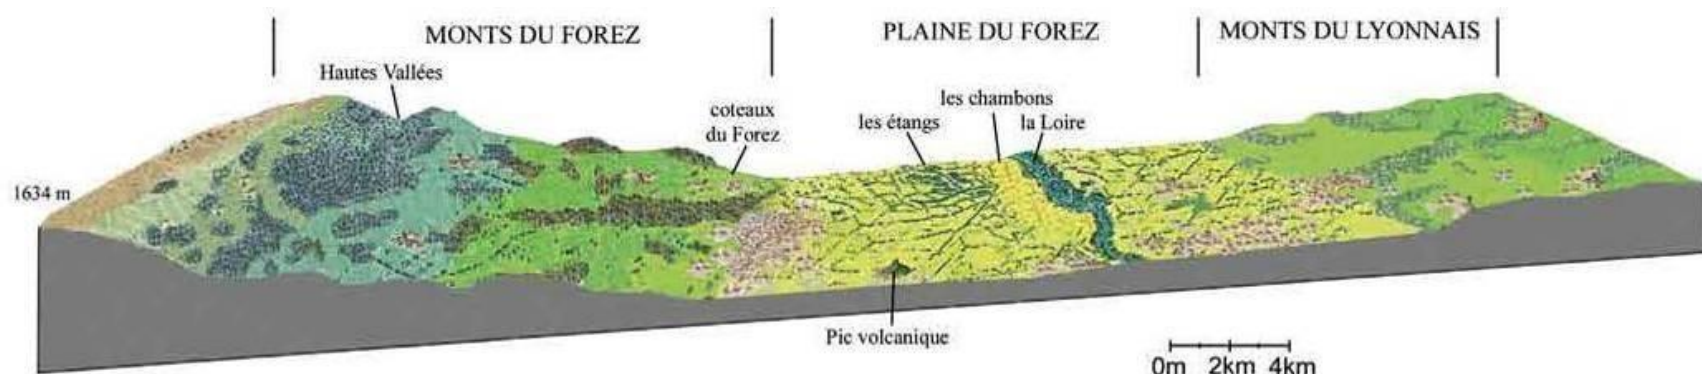 MONTS DU FOREZ
PLAINE DU FOREZ
MONTS DU LYONNAIS
Hautes Vallées
coteaux
du Forez
les étangs
les chambons
la Loire
1634 m
Pic volcanique
0m 2km 4km